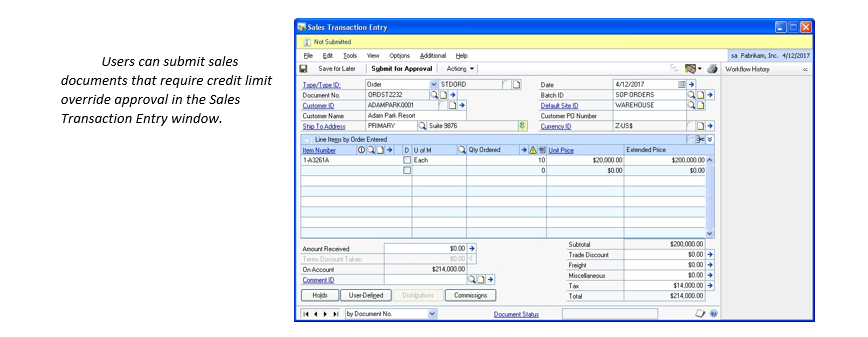 Users can submit sales
documents that require credit limit
override approval in the Sales
Transaction Entry window.
Sales Transaction Entry
Not Submitted
File Edit Tools View Options Additional Help
sa Fabrikam, Inc. 4/12/2017
Save for Later Submit for Approval Actions
Workflow History
Type/Type ID: Order STDORD Date 4/12/2017
Document No. ORDST2232 Batch ID SOP ORDERS
Customer ID ADAMPARK0001 Default Site ID WAREHOUSE
Customer Name Adam Park Resort Customer PO Number
Ship To Address PRIMARY Suite 9876 Currency ID Z-US$
Line Items by Order Entered
Item Number D U of M Qty Ordered Unit Price Extended Price
1-A3261A Each 10 $20,000.00 $200,000.00
0 $0.00 $0.00
Amount Received $0.00
Terms Discount Taken $0.00
On Account $214,000.00
Comment ID
Subtotal $200,000.00
Trade Discount $0.00
Freight $0.00
Miscellaneous $0.00
Tax $14,000.00
Total $214,000.00
Holds User-Defined Distributions Commissions
by Document No. Document Status